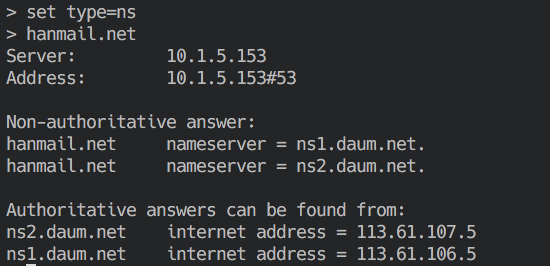 > set type=ns
> hanmail.net
Server: 10.1.5.153
Address: 10.1.5.153#53
Non-authoritative answer:
hanmail.net nameserver = ns1.daum.net.
hanmail.net nameserver = ns2.daum.net.
Authoritative answers can be found from:
ns2.daum.net internet address = 113.61.107.5
ns1.daum.net internet address = 113.61.106.5